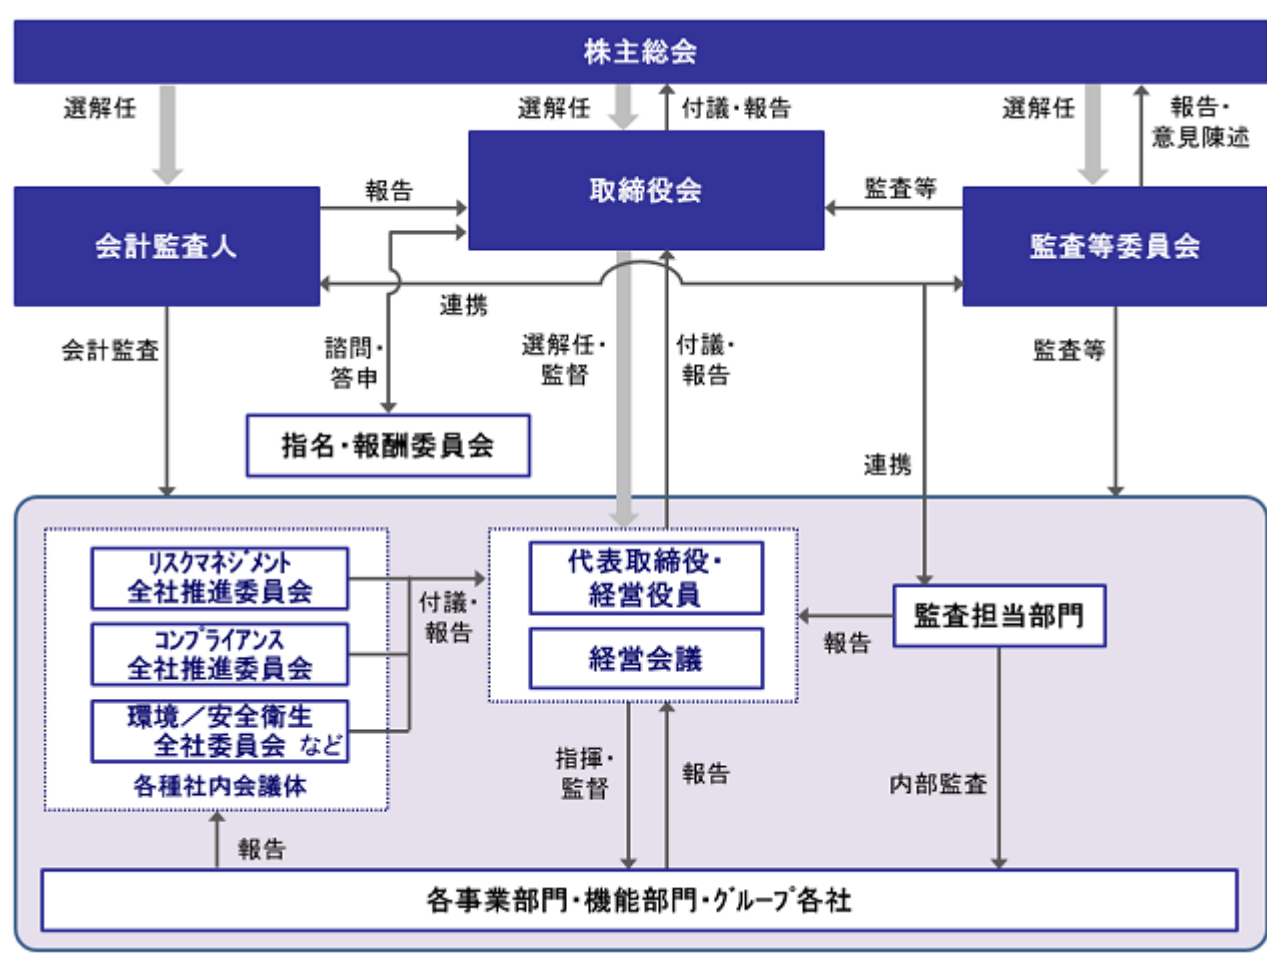 株主総会
選解任
選解任
付議・報告
選解任
報告・
意見陳述
取締役会
報告
監査等
会計監査人
監査等委員会
連携
会計監査
諮問・
答申
選解任・
監督
付議・
報告
監査等
指名・報酬委員会
連携
リスクマネジメント
全社推進委員会
コンプライアンス
全社推進委員会
環境／安全衛生
全社委員会 など
各種社内会議体
付議・
報告
代表取締役・
経営役員
経営会議
報告
監査担当部門
指揮・
監督
報告
内部監査
報告
各事業部門・機能部門・グループ各社